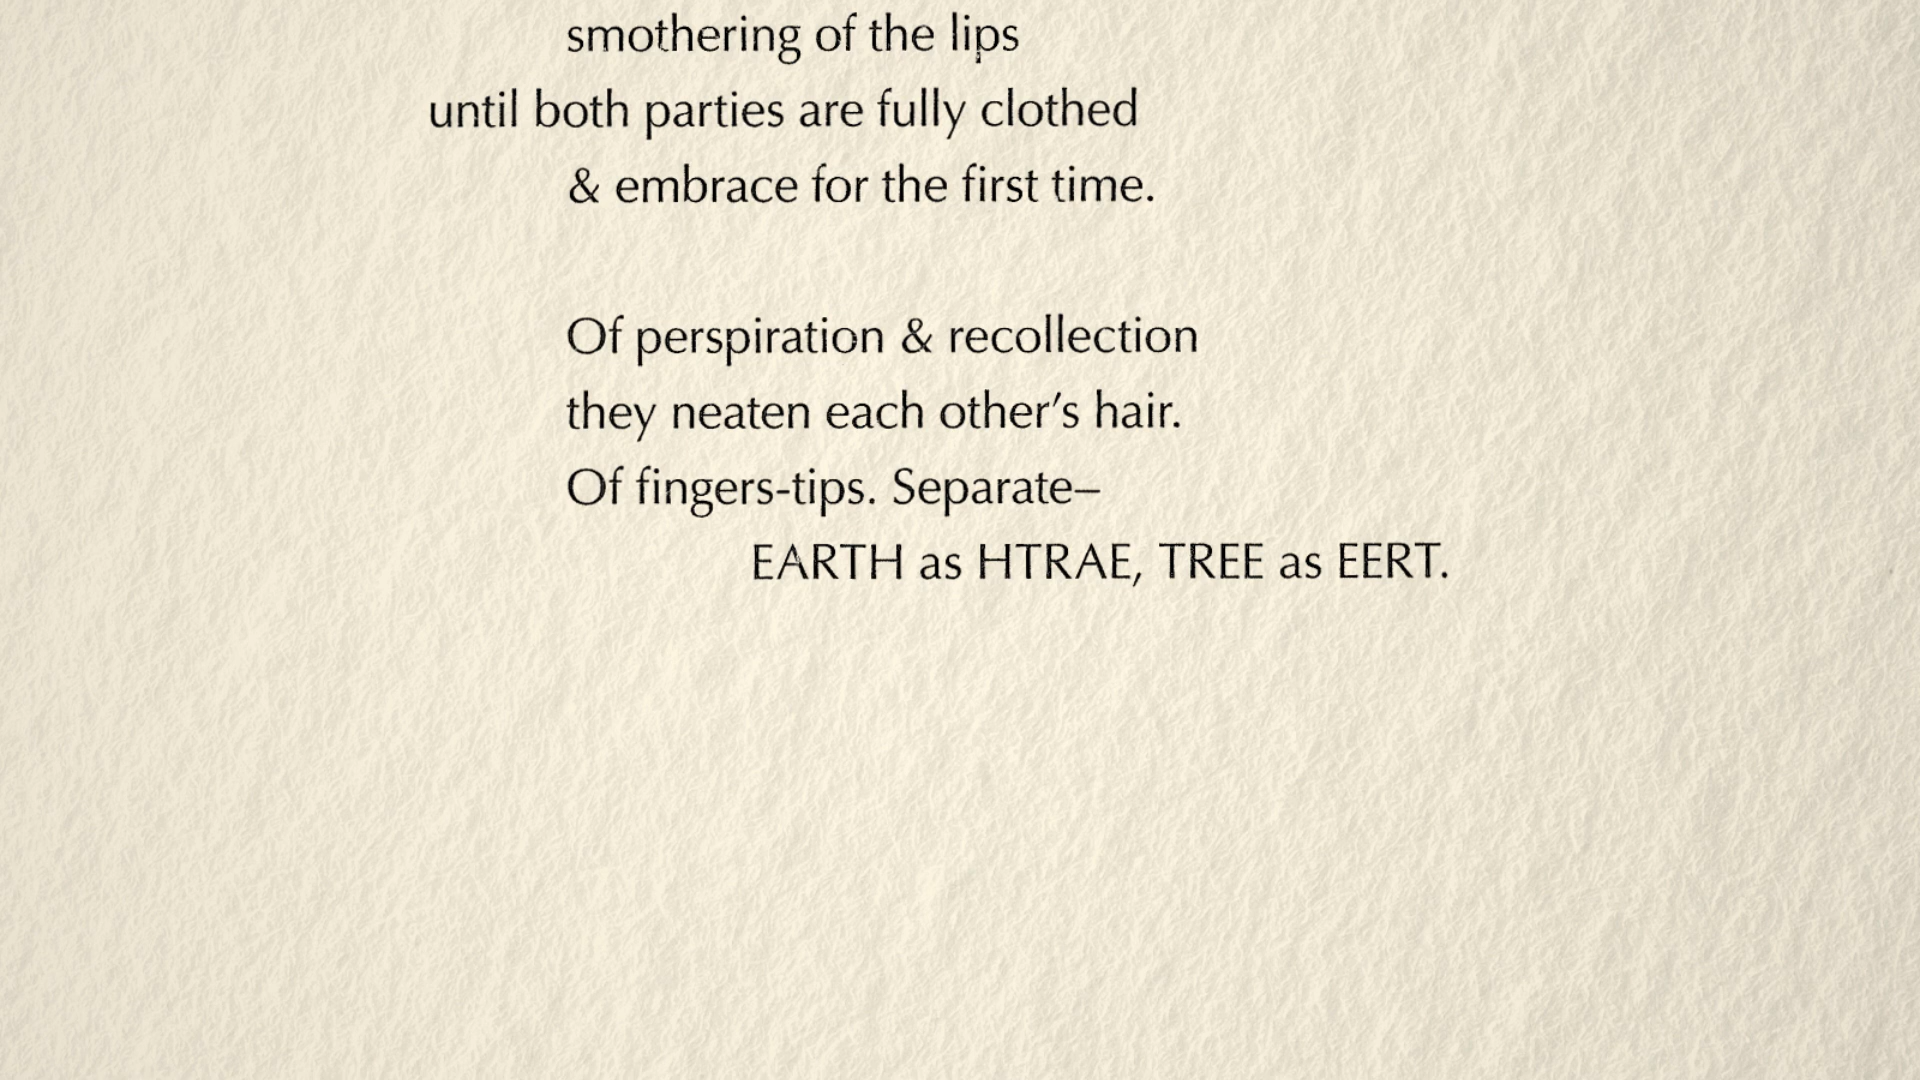 smothering of the lips
until both parties are fully clothed
& embrace for the first time.
Of perspiration & recollection
they neaten each other’s hair.
Of fingers-tips. Separate–
EARTH as HTRAE, TREE as EERT.